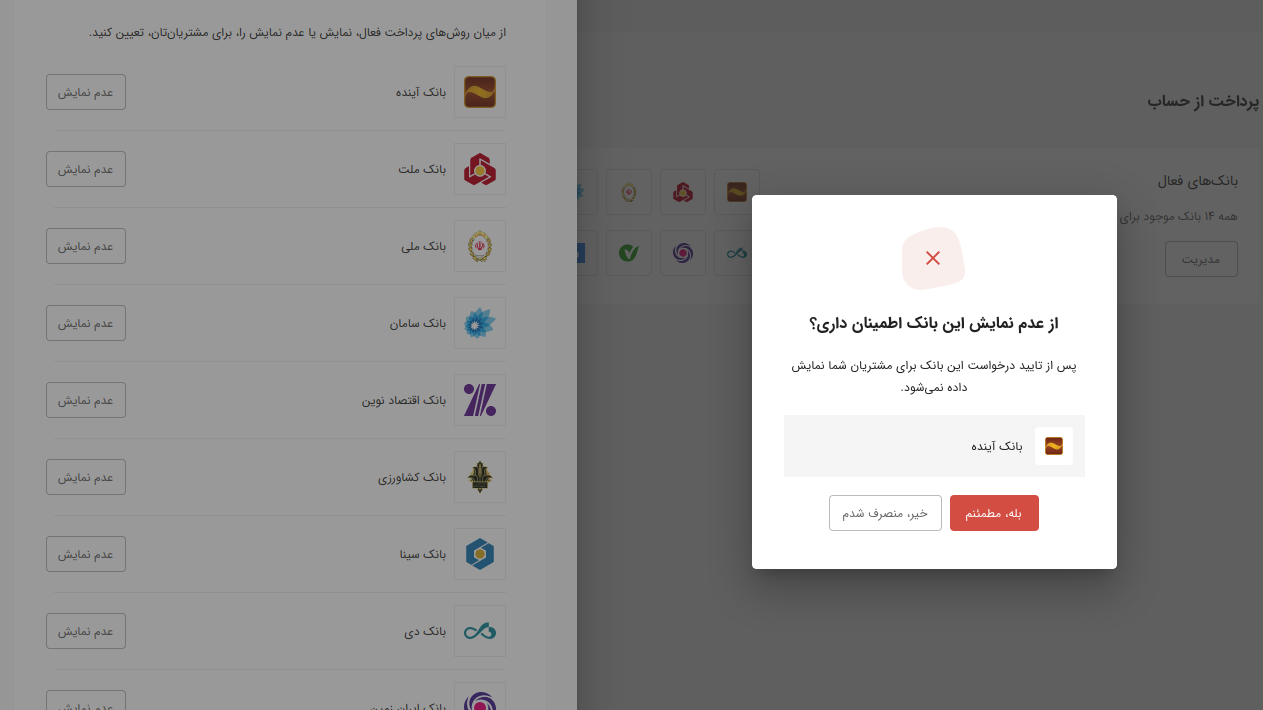 از میان روش‌های پرداخت فعال، نمایش یا عدم نمایش را، برای مشتریان‌تان، تعیین کنید.
بانک آینده
عدم نمایش
بانک ملت
عدم نمایش
بانک ملی
عدم نمایش
بانک سامان
عدم نمایش
بانک اقتصاد نوین
عدم نمایش
بانک کشاورزی
عدم نمایش
بانک سینا
عدم نمایش
بانک دی
عدم نمایش
بانک ایران زمین
عدم نمایش
پرداخت از حساب
بانک‌های فعال
همه ۱۴ بانک موجود برای
مدیریت
از عدم نمایش این بانک اطمینان داری؟
پس از تایید درخواست این بانک برای مشتریان شما نمایش
داده نمی‌شود.
بانک آینده
بله، مطمئنم
خیر، منصرف شدم